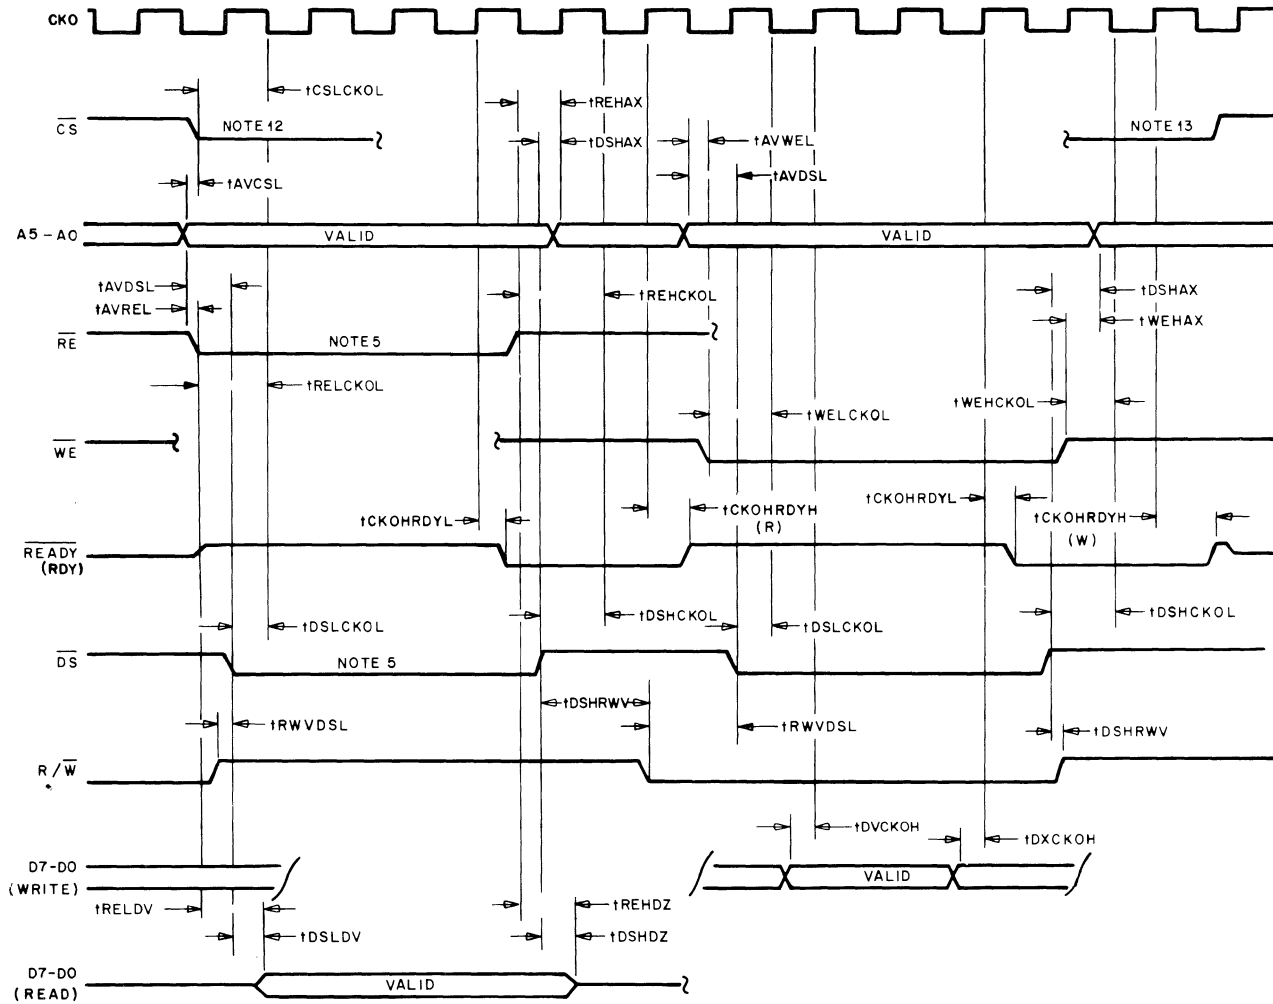 CKO
tCSLCKOL
tREHAX
CS NOTE 12 NOTE 13
tDSHAX tAVWEL
tAVDSL
tAVCSL
A5-A0 VALID VALID
tAVDSL
tREHCKOL tDSHAX
tAVREL
tWEHAX
RE NOTE 5
tRELCKOL
tWEHCKOL
tWELCKOL
WE
tCKOHRDYL
tCKOHRDYL tCKOHRDYH tCKOHRDYH
(R)
(W)
READY
(RDY)
tDSLCKOL tDSHCKOL tDSLCKOL tDSHCKOL
DS NOTE 5
tDSHRWV
tRWVDSL tRWVDSL tDSHRWV
R/W
tDVCKOH tDXCKOH
D7-D0
(WRITE) VALID
tRELDV tREHDZ
tDSLDV tDSHDZ
D7-D0 VALID
(READ)